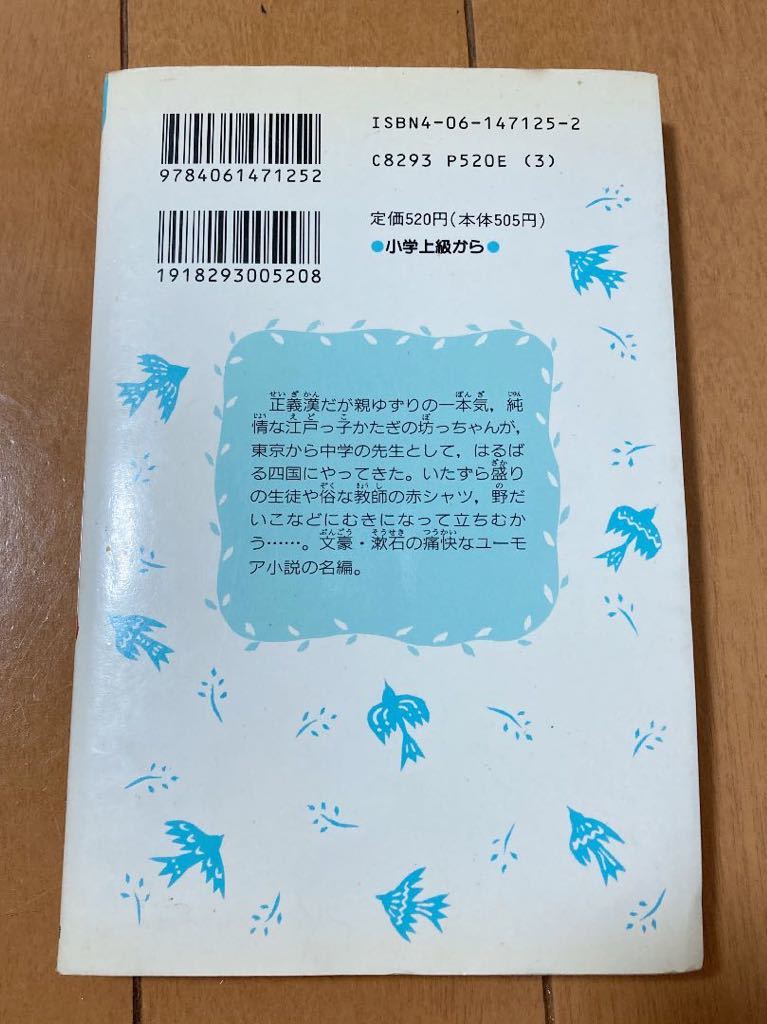 ISBN4-06-147125-2
9784061471252
C8293 P520E (3)
定価520円(本体505円)
●小学上級から●
1918293005208
正義漢だが親ゆずりの一本気，純
情な江戸っ子かたぎの坊っちゃんが，
東京から中学の先生として，はるば
る四国にやってきた。いたずら盛り
の生徒や俗な教師の赤シャツ，野だ
いこなどにむきになって立ちむか
う……。文豪・漱石の痛快なユーモ
ア小説の名編。